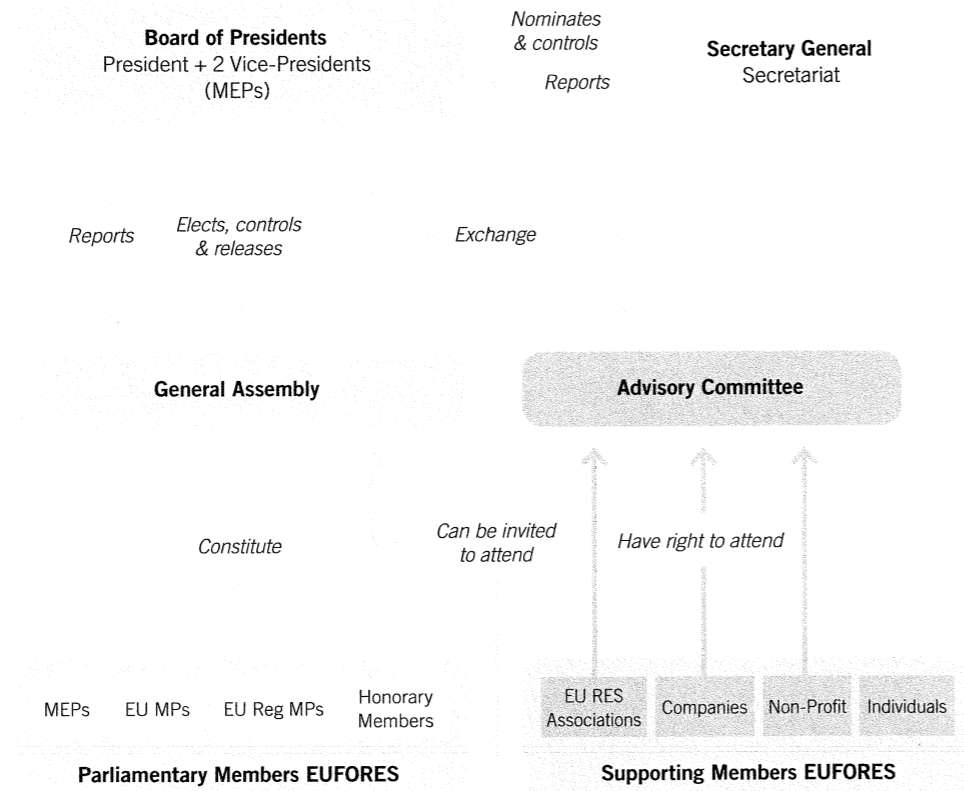 Board of Presidents
President + 2 Vice-Presidents
(MEPs)
Nominates
& controls
Reports
Secretary General
Secretariat
Reports
Elects, controls
& releases
Exchange
General Assembly
Advisory Committee
Constitute
Can be invited
to attend
Have right to attend
MEPs
EU MPs
EU Reg MPs
Honorary
Members
EU RES
Associations
Companies
Non-Profit
Individuals
Parliamentary Members EUFORES
Supporting Members EUFORES